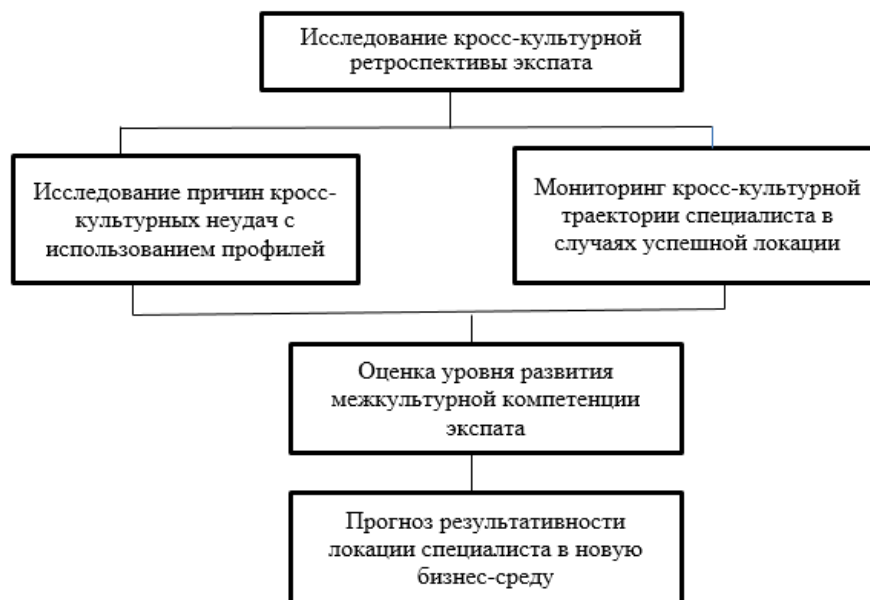 Исследование кросс-культурной
ретроспективы экспата
Исследование причин кросс-
культурных неудач с
использованием профилей
Мониторинг кросс-культурной
траектории специалиста в
случаях успешной локации
Оценка уровня развития
межкультурной компетенции
экспата
Прогноз результативности
локации специалиста в новую
бизнес-среду